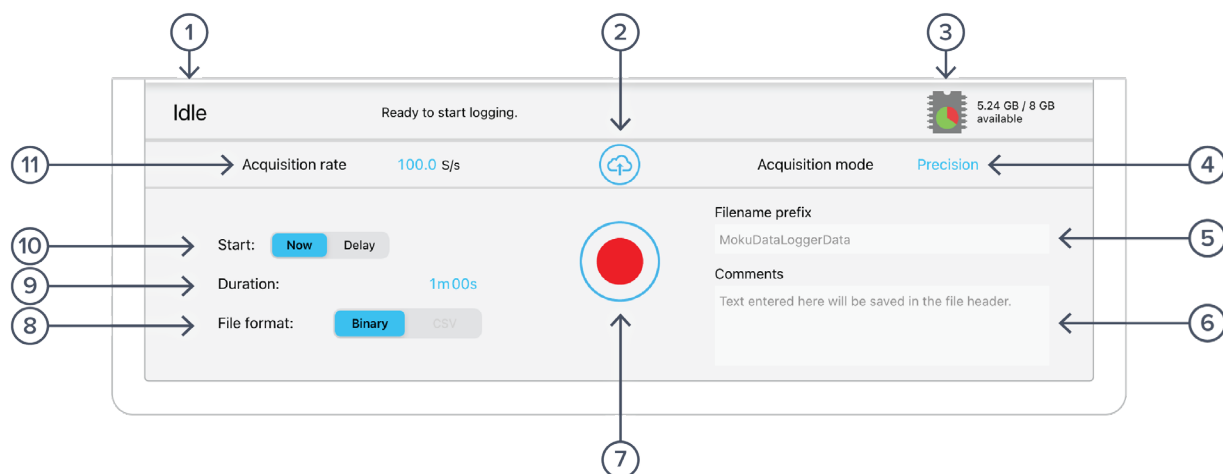 1
2
3
Idle
Ready to start logging.
5.24 GB / 8 GB
available
11
Acquisition rate
100.0 S/s
Acquisition mode
Precision
4
Filename prefix
10
Start:
Now
Delay
MokuDataLoggerData
5
Comments
9
Duration:
1m00s
Text entered here will be saved in the file header.
8
File format:
Binary
CSV
6
7